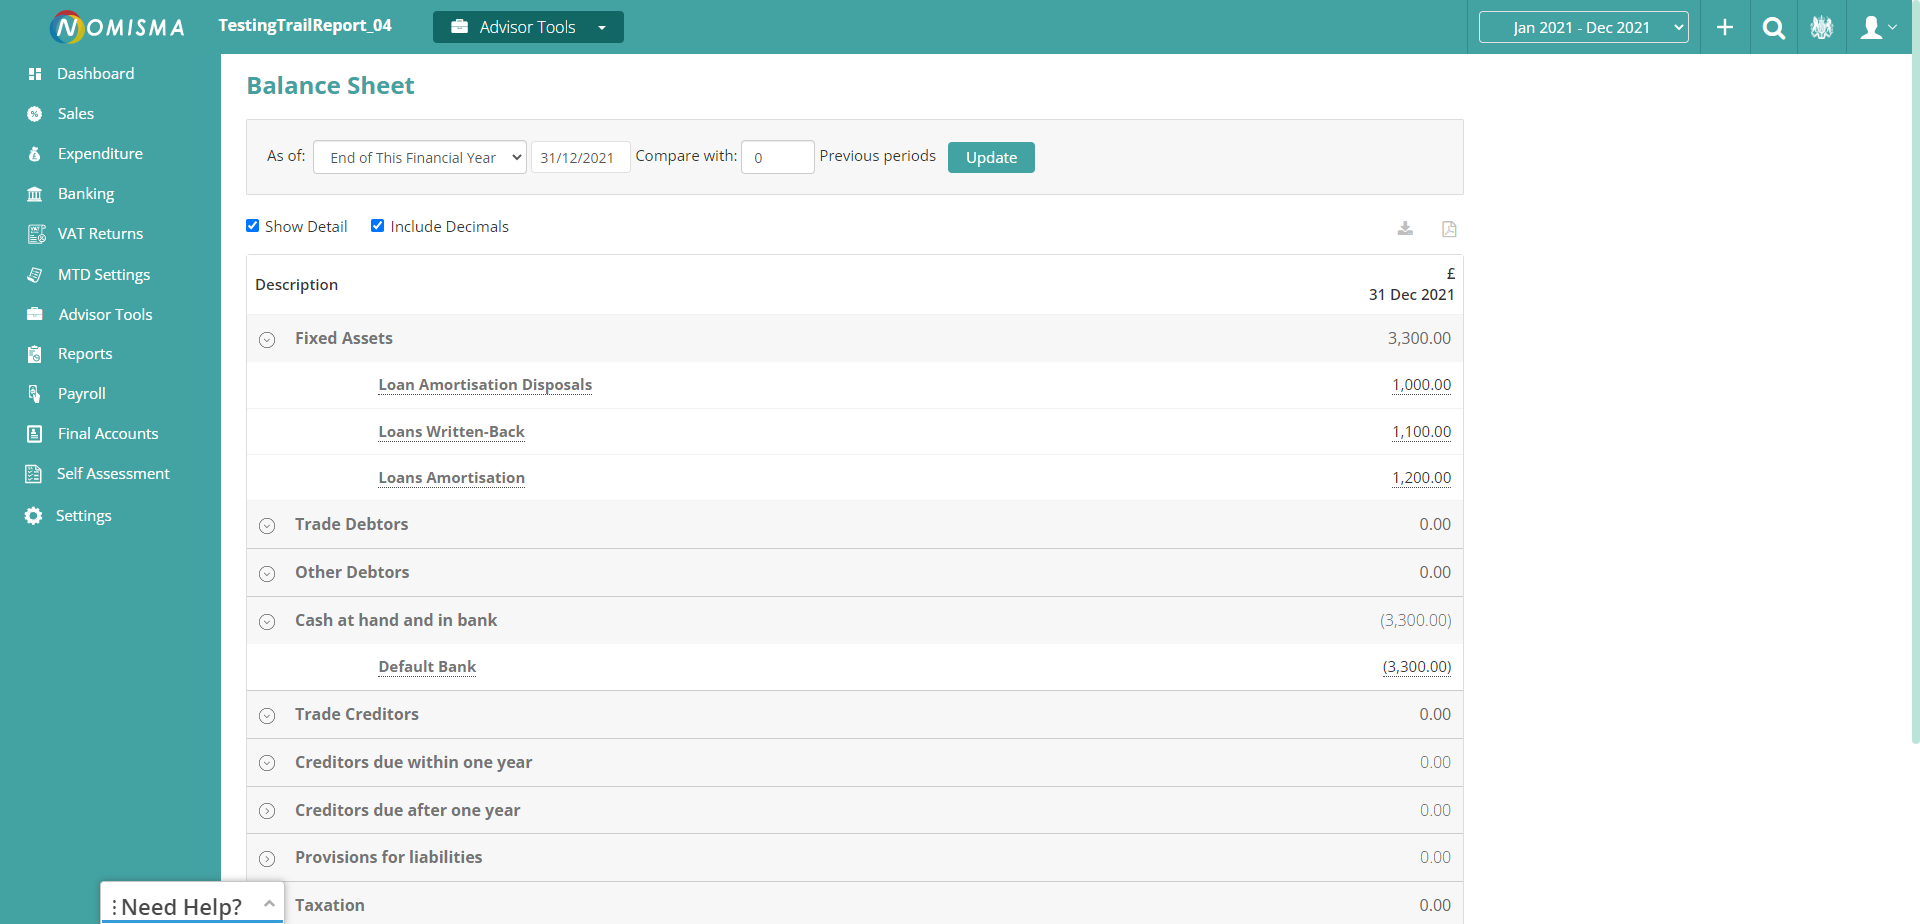 NOMISMA
TestingTrailReport_04
Advisor Tools
Jan 2021 - Dec 2021
Dashboard
Sales
Expenditure
Banking
VAT Returns
MTD Settings
Advisor Tools
Reports
Payroll
Final Accounts
Self Assessment
Settings
Balance Sheet
As of: End of This Financial Year 31/12/2021 Compare with: 0 Previous periods Update
Show Detail Include Decimals
Description £
31 Dec 2021
Fixed Assets 3,300.00
Loan Amortisation Disposals 1,000.00
Loans Written-Back 1,100.00
Loans Amortisation 1,200.00
Trade Debtors 0.00
Other Debtors 0.00
Cash at hand and in bank (3,300.00)
Default Bank (3,300.00)
Trade Creditors 0.00
Creditors due within one year 0.00
Creditors due after one year 0.00
Provisions for liabilities 0.00
Taxation 0.00
Need Help?